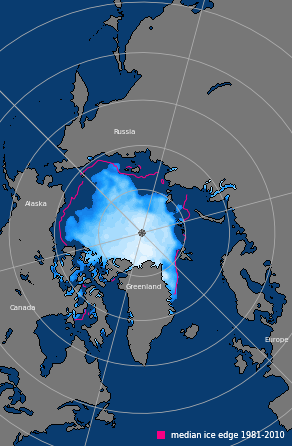 Russia
Alaska
Greenland
Canada
Europe
median ice edge 1981-2010